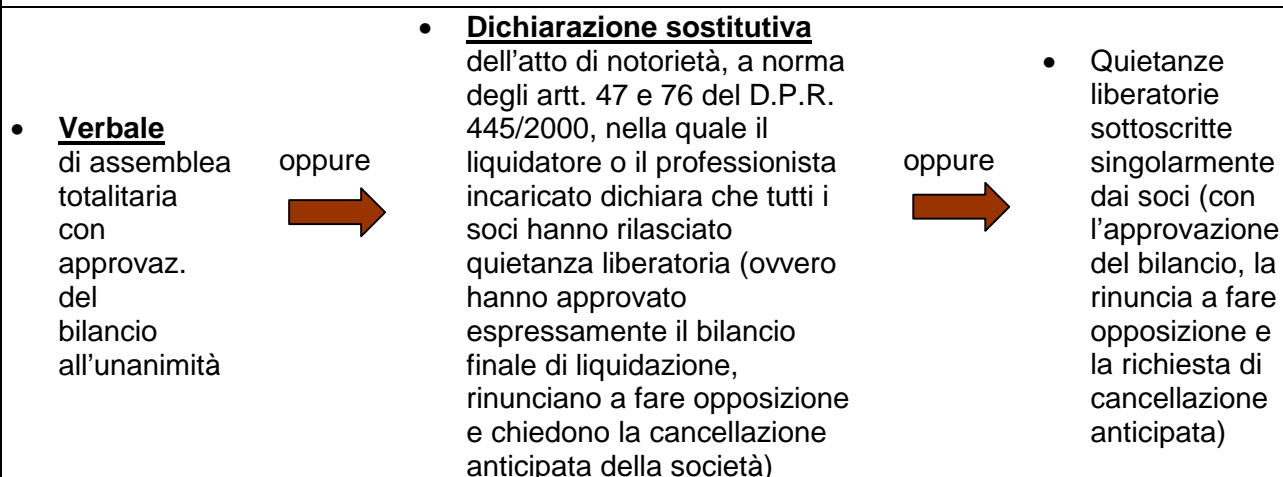 • Verbale
di assemblea
totalitaria
con
approvaz.
del
bilancio
all’unanimità
oppure
• Dichiarazione sostitutiva
dell’atto di notorietà, a norma
degli artt. 47 e 76 del D.P.R.
445/2000, nella quale il
liquidatore o il professionista
incaricato dichiara che tutti i
soci hanno rilasciato
quietanza liberatoria (ovvero
hanno approvato
espressamente il bilancio
finale di liquidazione,
rinunciano a fare opposizione
e chiedono la cancellazione
anticipata della società)
oppure
• Quietanze
liberatorie
sottoscritte
singolarmente
dai soci (con
l’approvazione
del bilancio, la
rinuncia a fare
opposizione e
la richiesta di
cancellazione
anticipata)